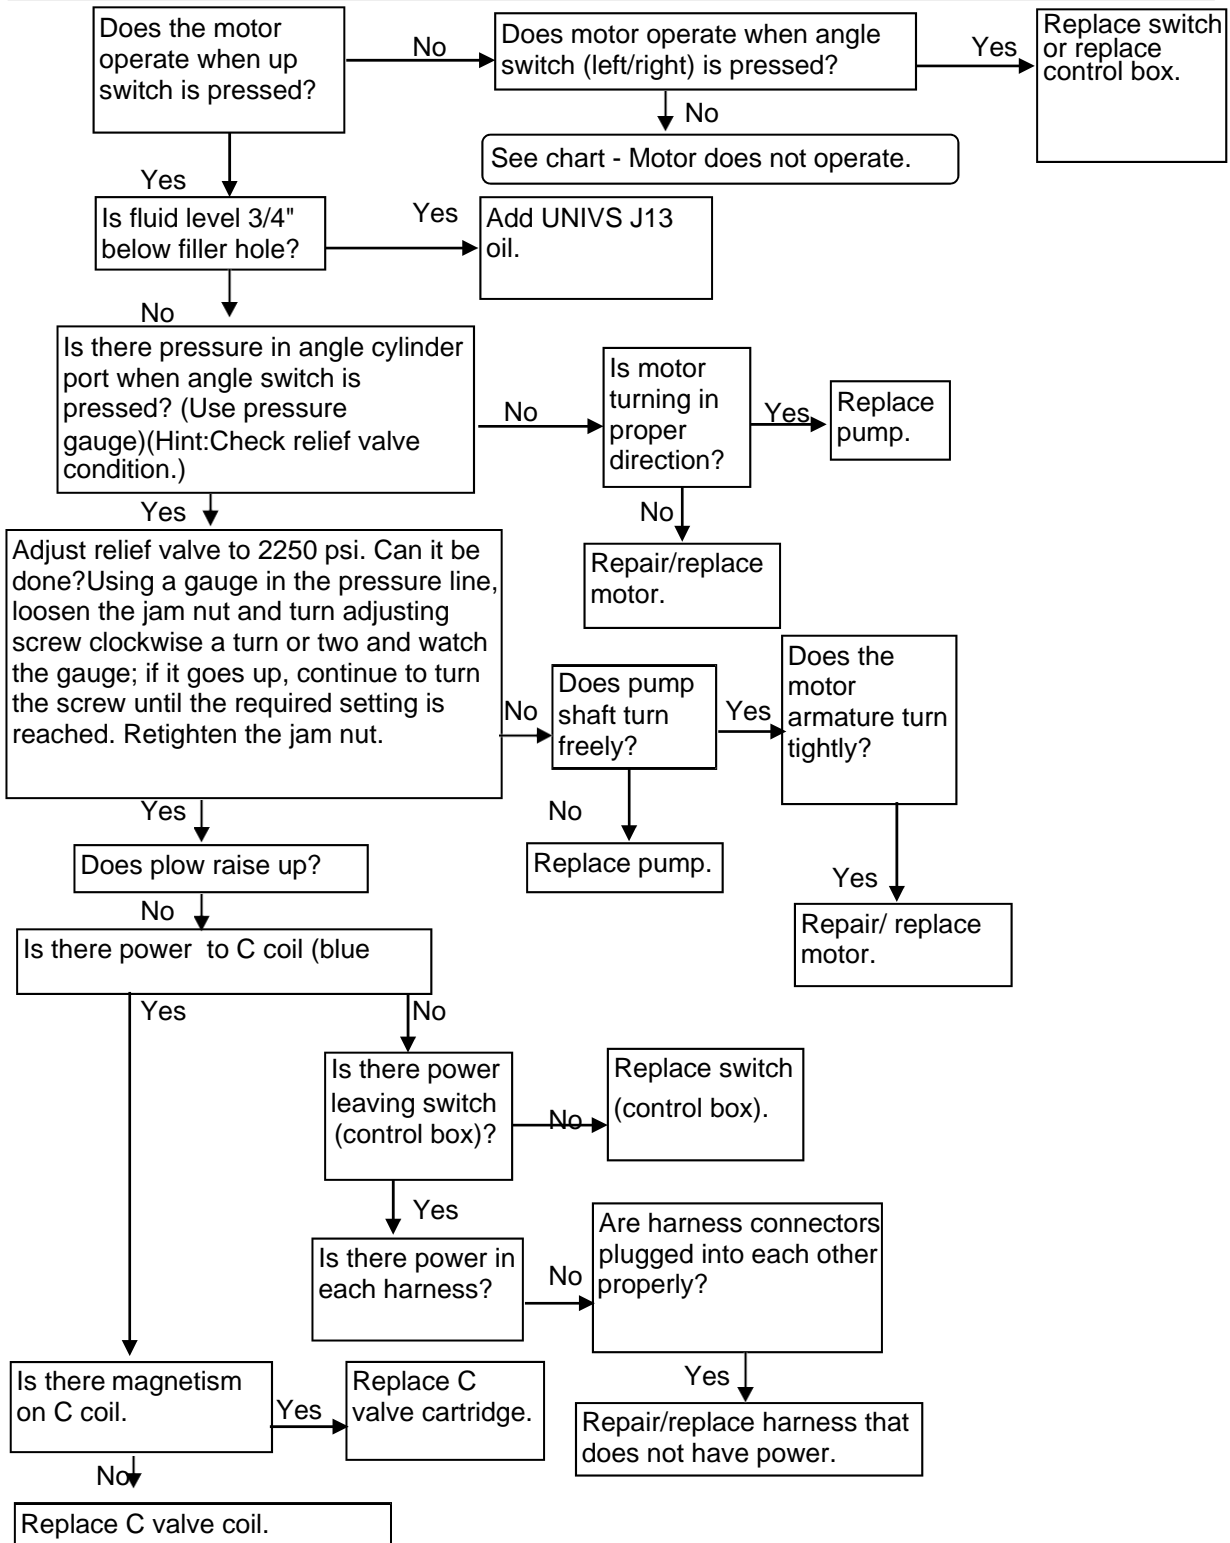 Does the motor
operate when up
switch is pressed?
No
Does motor operate when angle
switch (left/right) is pressed?
Yes
Replace switch
or replace
control box.
No
See chart - Motor does not operate.
Yes
Is fluid level 3/4"
below filler hole?
Yes
Add UNIVS J13
oil.
No
Is there pressure in angle cylinder
port when angle switch is
pressed? (Use pressure
gauge)(Hint:Check relief valve
condition.)
No
Is motor
turning in
proper
direction?
Yes
Replace
pump.
No
Repair/replace
motor.
Yes
Adjust relief valve to 2250 psi. Can it be
done?Using a gauge in the pressure line,
loosen the jam nut and turn adjusting
screw clockwise a turn or two and watch
the gauge; if it goes up, continue to turn
the screw until the required setting is
reached. Retighten the jam nut.
No
Does pump
shaft turn
freely?
Yes
Does the
motor
armature turn
tightly?
No
Replace pump.
Yes
Repair/ replace
motor.
Yes
Does plow raise up?
No
Is there power  to C coil (blue
Yes
No
Is there power
leaving switch
(control box)?
No
Replace switch
(control box).
Yes
Is there power in
each harness?
No
Are harness connectors
plugged into each other
properly?
Yes
Repair/replace harness that
does not have power.
Is there magnetism
on C coil.
Yes
Replace C
valve cartridge.
No
Replace C valve coil.